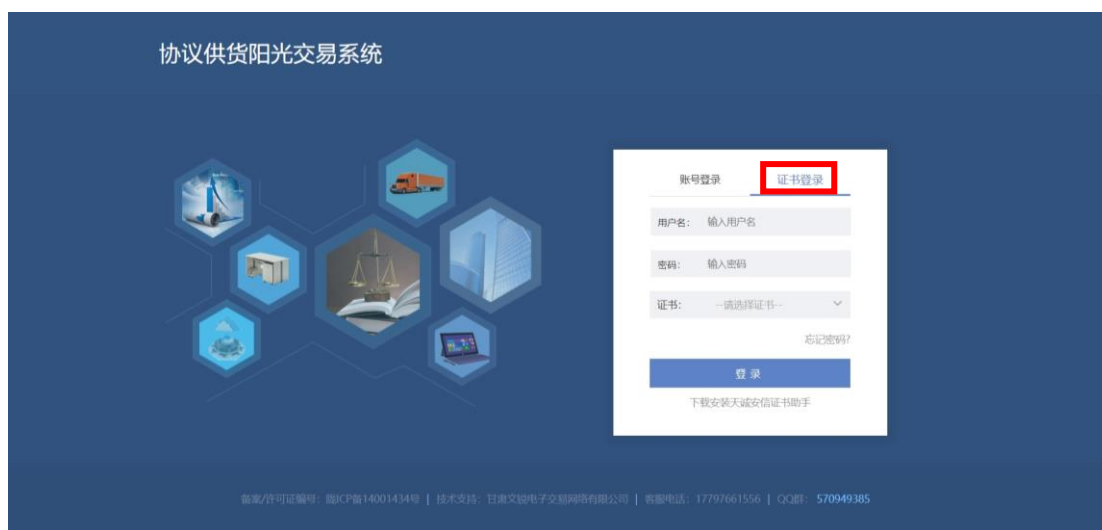 协议供货阳光交易系统
账号登录 证书登录
用户名： 输入用户名
密码： 输入密码
证书： --请选择证书--
忘记密码?
登 录
下载安装天诚安信证书助手
备案/许可证编号：陇ICP备14001434号 | 技术支持：甘肃文锐电子交易网络有限公司 | 客服电话：17797661556 | QQ群： 570949385